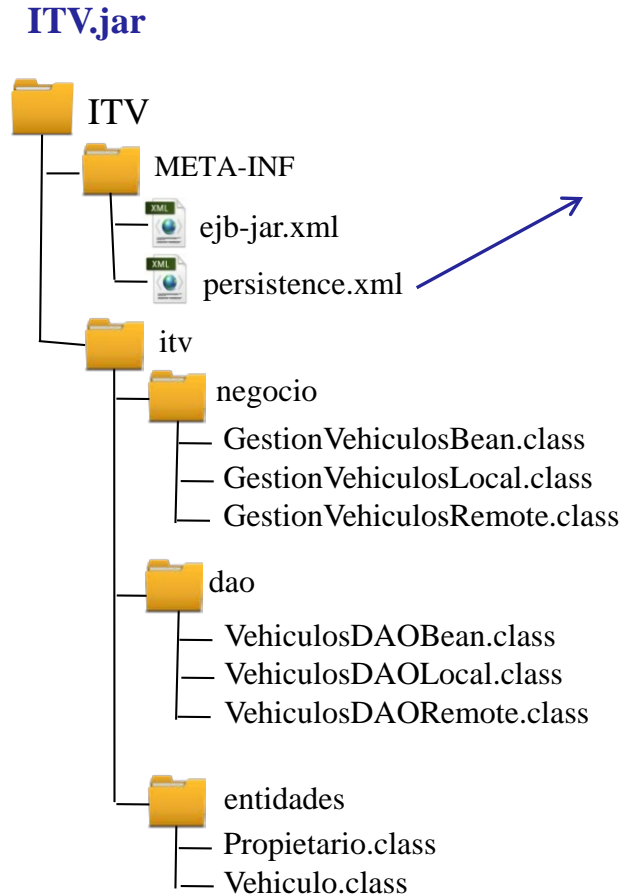 ITV.jar
ITV
META-INF
XML
ejb-jar.xml
XML
persistence.xml
itv
negocio
GestionVehiculosBean.class
GestionVehiculosLocal.class
GestionVehiculosRemote.class
dao
VehiculosDAOBean.class
VehiculosDAOLocal.class
VehiculosDAORemote.class
entidades
Propietario.class
Vehiculo.class